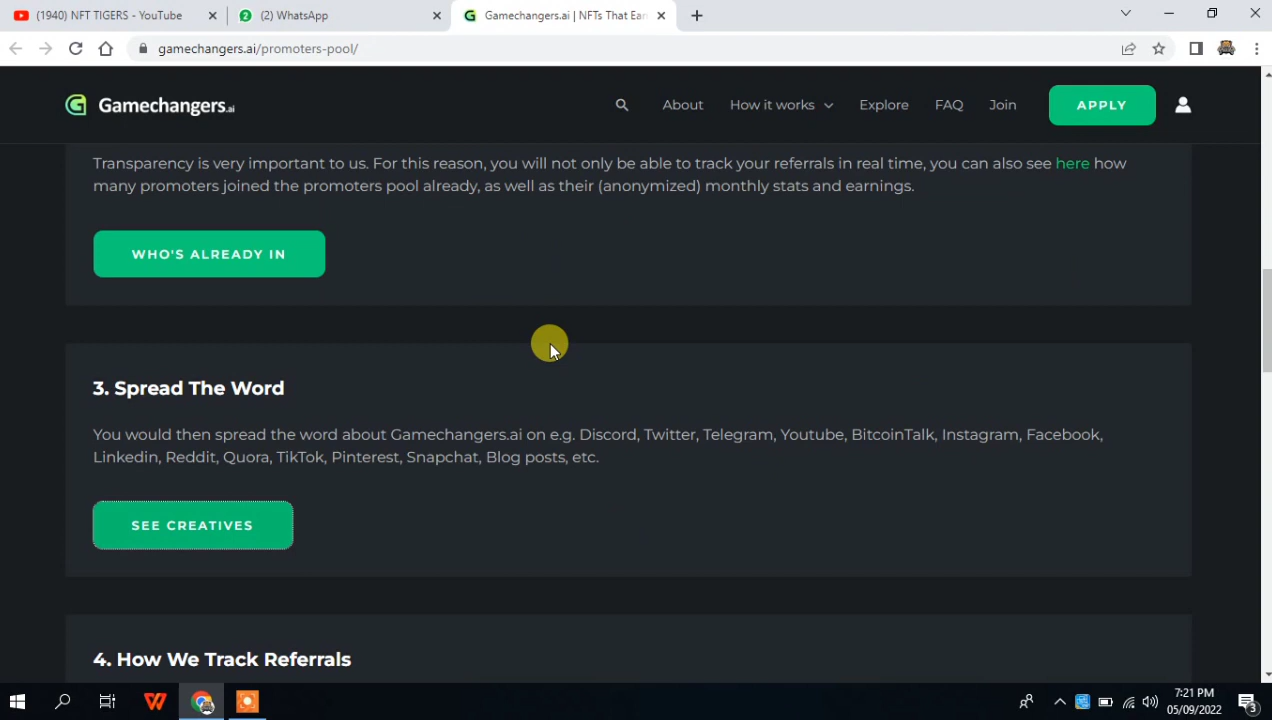 (1940) NFT TIGERS - YouTube
(2) WhatsApp
Gamechangers.ai | NFTs That Ear
gamechangers.ai/promoters-pool/
Gamechangers.ai
About
How it works
Explore
FAQ
Join
APPLY
Transparency is very important to us. For this reason, you will not only be able to track your referrals in real time, you can also see here how
many promoters joined the promoters pool already, as well as their (anonymized) monthly stats and earnings.
WHO'S ALREADY IN
3. Spread The Word
You would then spread the word about Gamechangers.ai on e.g. Discord, Twitter, Telegram, Youtube, BitcoinTalk, Instagram, Facebook,
Linkedin, Reddit, Quora, TikTok, Pinterest, Snapchat, Blog posts, etc.
SEE CREATIVES
4. How We Track Referrals
7:21 PM
05/09/2022
3